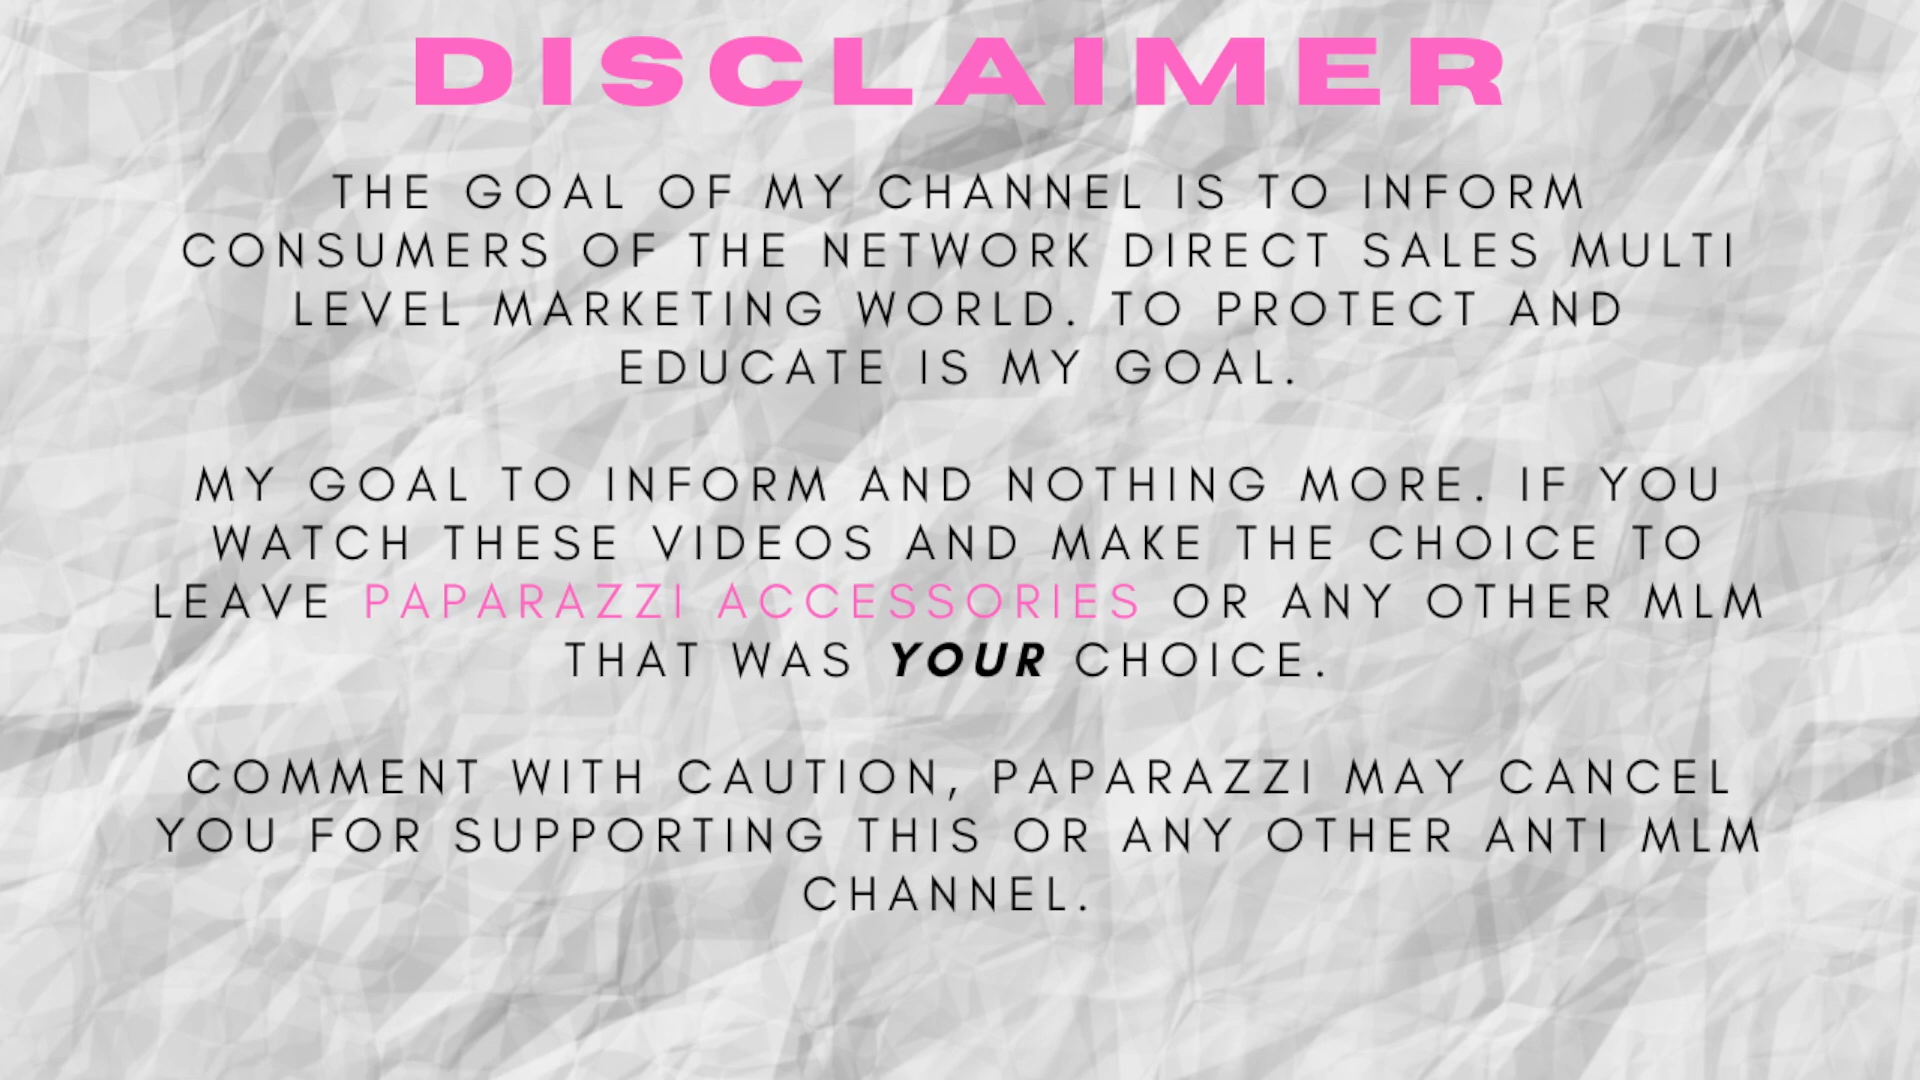 DISCLAIMER
THE GOAL OF MY CHANNEL IS TO INFORM
CONSUMERS OF THE NETWORK DIRECT SALES MULTI
LEVEL MARKETING WORLD. TO PROTECT AND
EDUCATE IS MY GOAL.
MY GOAL TO INFORM AND NOTHING MORE. IF YOU
WATCH THESE VIDEOS AND MAKE THE CHOICE TO
LEAVE PAPARAZZI ACCESSORIES OR ANY OTHER MLM
THAT WAS YOUR CHOICE.
COMMENT WITH CAUTION, PAPARAZZI MAY CANCEL
YOU FOR SUPPORTING THIS OR ANY OTHER ANTI MLM
CHANNEL.